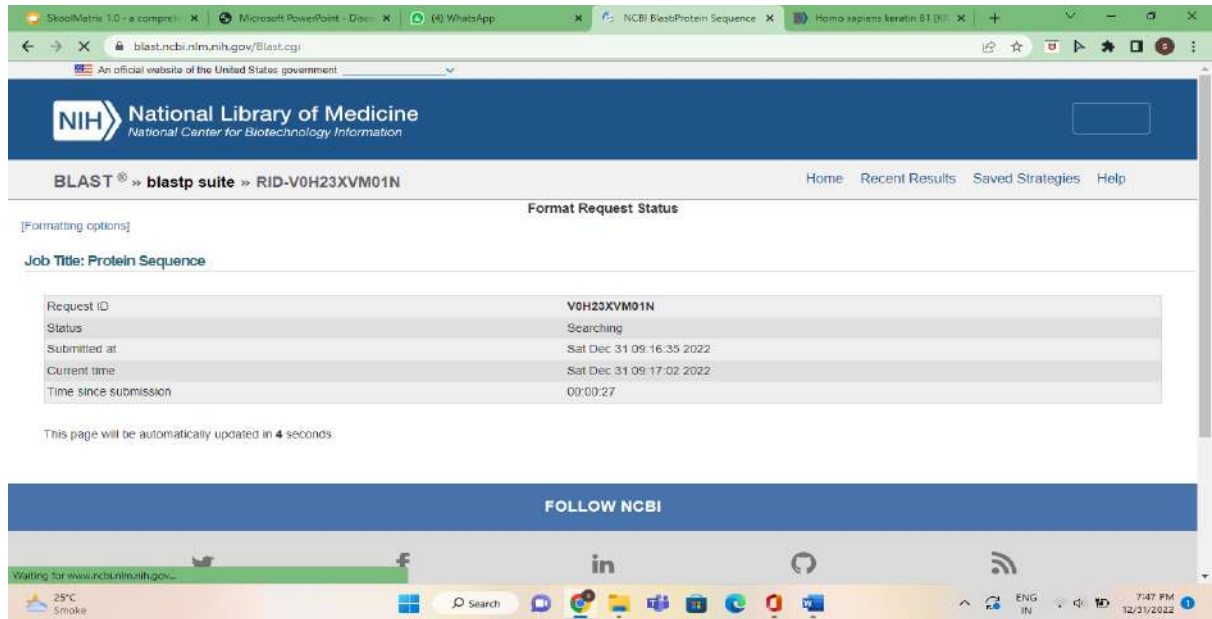 SkoolMatrix 1.0 - a compreh
Microsoft PowerPoint -
(4) WhatsApp
NCBI Blast:Protein Sequence
Homo sapiens keratin 81 (KR
blast.ncbi.nlm.nih.gov/Blast.cgi
An official website of the United States government
NIH
National Library of Medicine
National Center for Biotechnology Information
BLAST ® » blastp suite » RID-V0H23XVM01N
Home Recent Results Saved Strategies Help
Format Request Status
[Formatting options]
Job Title: Protein Sequence
Request ID V0H23XVM01N
Status Searching
Submitted at Sat Dec 31 09:16:35 2022
Current time Sat Dec 31 09:17:02 2022
Time since submission 00:00:27
This page will be automatically updated in 4 seconds
FOLLOW NCBI
Waiting for www.ncbi.nlm.nih.gov...
25°C
Smoke
Search
ENG
IN
7:47 PM
12/31/2022
1